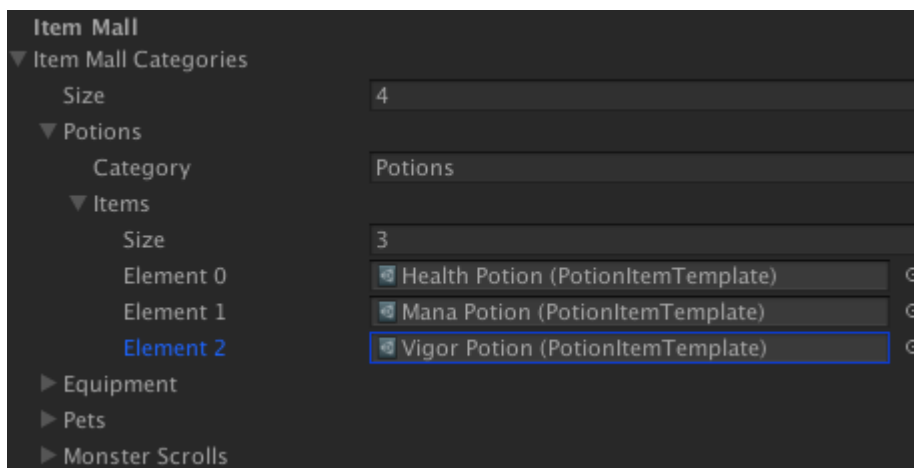 Item Mall
Item Mall Categories
Size 4
Potions
Category Potions
Items
Size 3
Element 0 Health Potion (PotionItemTemplate)
Element 1 Mana Potion (PotionItemTemplate)
Element 2 Vigor Potion (PotionItemTemplate)
Equipment
Pets
Monster Scrolls